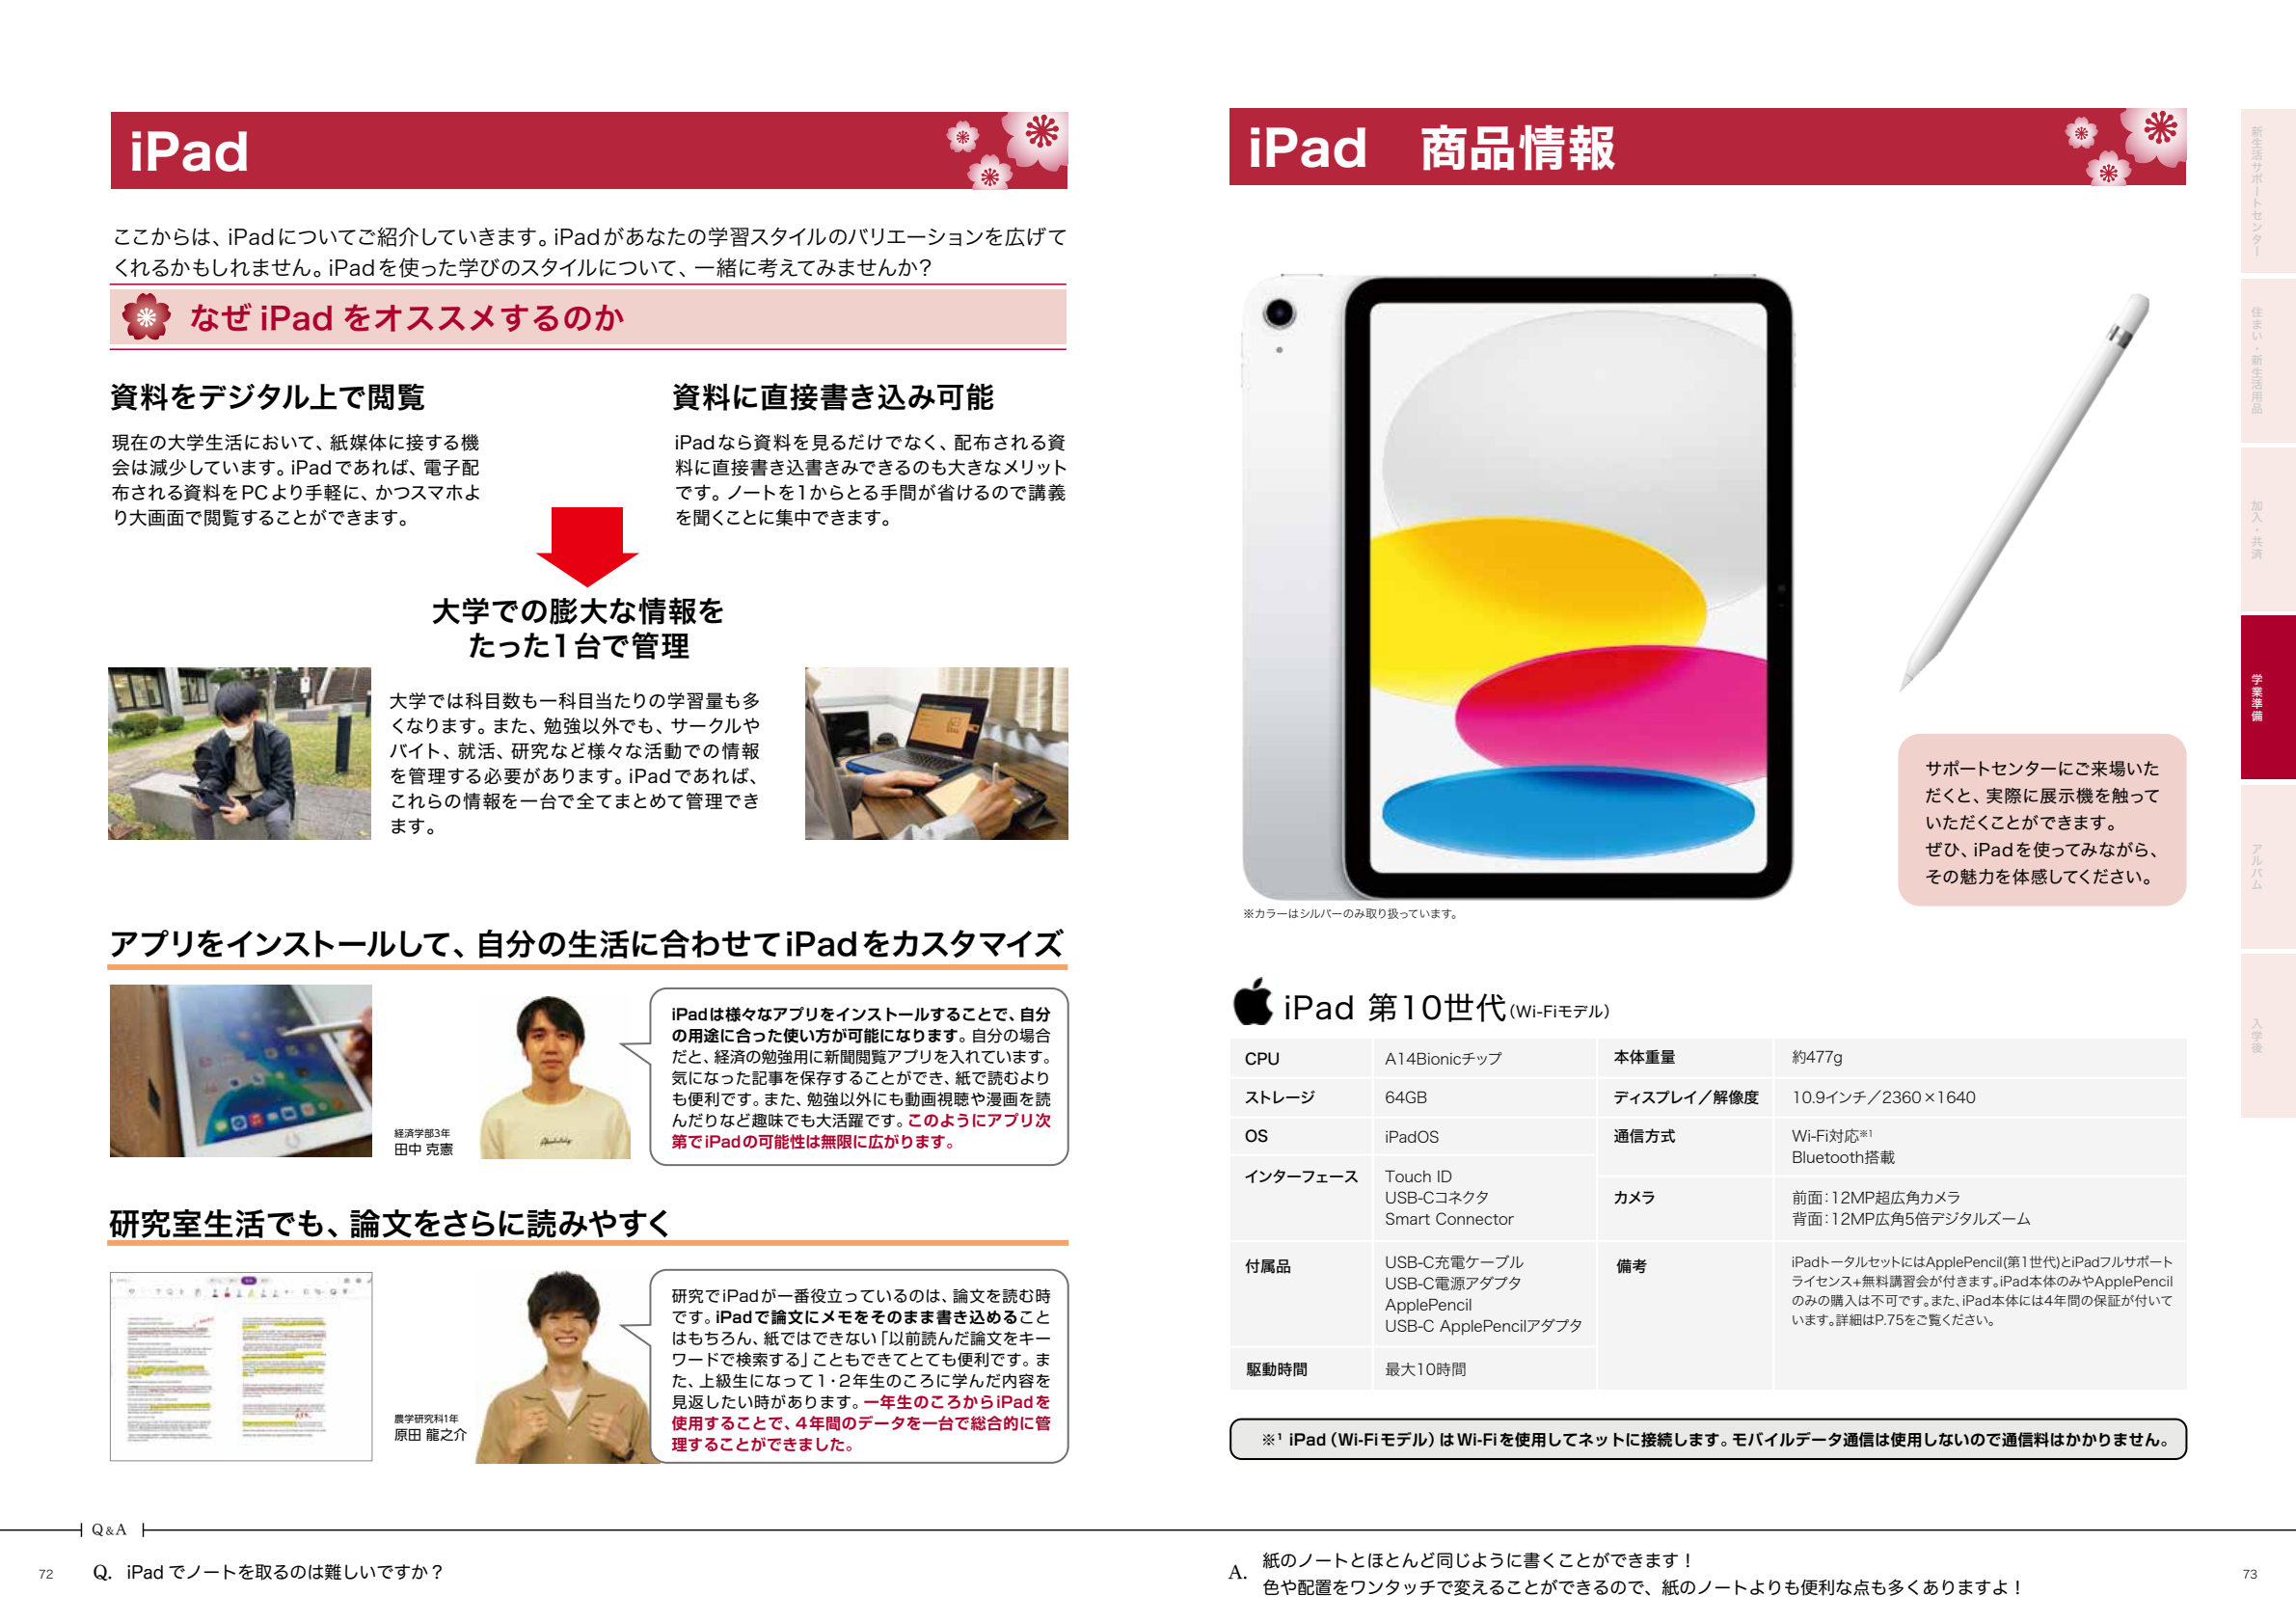 iPad
ここからは、iPadについてご紹介していきます。iPadがあなたの学習スタイルのバリエーションを広げて
くれるかもしれません。iPadを使った学びのスタイルについて、一緒に考えてみませんか？
なぜ iPad をオススメするのか
資料をデジタル上で閲覧
現在の大学生活において、紙媒体に接する機
会は減少しています。iPadであれば、電子配
布される資料をPCより手軽に、かつスマホよ
り大画面で閲覧することができます。
資料に直接書き込み可能
iPadなら資料を見るだけでなく、配布される資
料に直接書き込書きみできるのも大きなメリット
です。ノートを1からとる手間が省けるので講義
を聞くことに集中できます。
大学での膨大な情報を
たった1台で管理
大学では科目数も一科目当たりの学習量も多
くなります。また、勉強以外でも、サークルや
バイト、就活、研究など様々な活動での情報
を管理する必要があります。iPadであれば、
これらの情報を一台で全てまとめて管理でき
ます。
アプリをインストールして、自分の生活に合わせてiPadをカスタマイズ
経済学部3年
田中 克憲
iPadは様々なアプリをインストールすることで、自分
の用途に合った使い方が可能になります。自分の場合
だと、経済の勉強用に新聞閲覧アプリを入れています。
気になった記事を保存することができ、紙で読むより
も便利です。また、勉強以外にも動画視聴や漫画を読
んだりなど趣味でも大活躍です。このようにアプリ次
第でiPadの可能性は無限に広がります。
研究室生活でも、論文をさらに読みやすく
農学研究科1年
原田 龍之介
研究でiPadが一番役立っているのは、論文を読む時
です。iPadで論文にメモをそのまま書き込めること
はもちろん、紙ではできない「以前読んだ論文をキー
ワードで検索する」こともできてとても便利です。ま
た、上級生になって1・2年生のころに学んだ内容を
見返したい時があります。一年生のころからiPadを
使用することで、4年間のデータを一台で総合的に管
理することができました。
Q&A
72
Q. iPad でノートを取るのは難しいですか？
iPad 商品情報
※カラーはシルバーのみ取り扱っています。
サポートセンターにご来場いた
だくと、実際に展示機を触って
いただくことができます。
ぜひ、iPadを使ってみながら、
その魅力を体感してください。
iPad 第10世代(Wi-Fiモデル)
CPU A14Bionicチップ
ストレージ 64GB
OS iPadOS
インターフェース Touch ID
USB-Cコネクタ
Smart Connector
付属品 USB-C充電ケーブル
USB-C電源アダプタ
ApplePencil
USB-C ApplePencilアダプタ
駆動時間 最大10時間
本体重量 約477g
ディスプレイ／解像度 10.9インチ／2360×1640
通信方式 Wi-Fi対応※1
Bluetooth搭載
カメラ 前面：12MP超広角カメラ
背面：12MP広角5倍デジタルズーム
備考 iPadトータルセットにはApplePencil(第1世代)とiPadフルサポート
ライセンス+無料講習会が付きます。iPad本体のみやApplePencil
のみの購入は不可です。また、iPad本体には4年間の保証が付いて
います。詳細はP.75をご覧ください。
※1 iPad（Wi-Fiモデル）はWi-Fiを使用してネットに接続します。モバイルデータ通信は使用しないので通信料はかかりません。
A. 紙のノートとほとんど同じように書くことができます！
色や配置をワンタッチで変えることができるので、紙のノートよりも便利な点も多くありますよ！
73
新生活サポートセンター
住まい・新生活用品
加入・共済
学業準備
アルバム
入学後